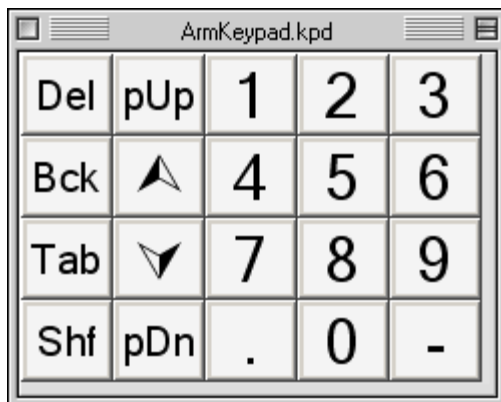 ArmKeypad.kpd
Del pUp 1 2 3
Bck 4 5 6
Tab 7 8 9
Shf pDn . 0 -